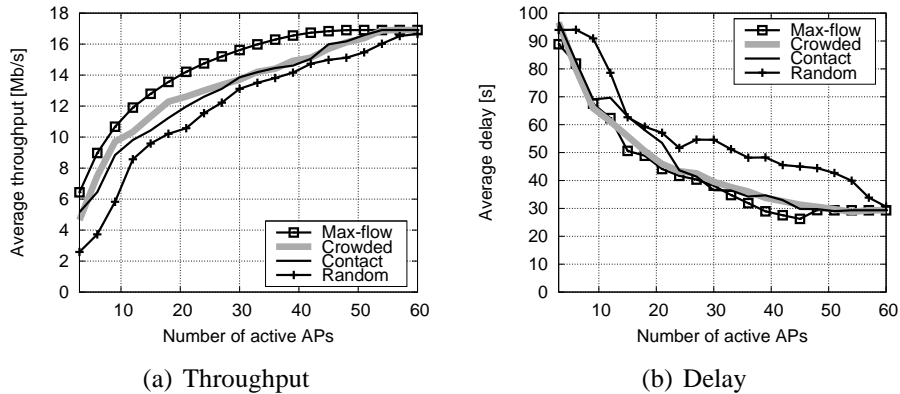 Average throughput [Mb/s]
18
16
14
12
10
8
6
4
2
0
Max-flow
Crowded
Contact
Random
10 20 30 40 50 60
Number of active APs
(a) Throughput
Average delay [s]
100
90
80
70
60
50
40
30
20
10
0
Max-flow
Crowded
Contact
Random
10 20 30 40 50 60
Number of active APs
(b) Delay